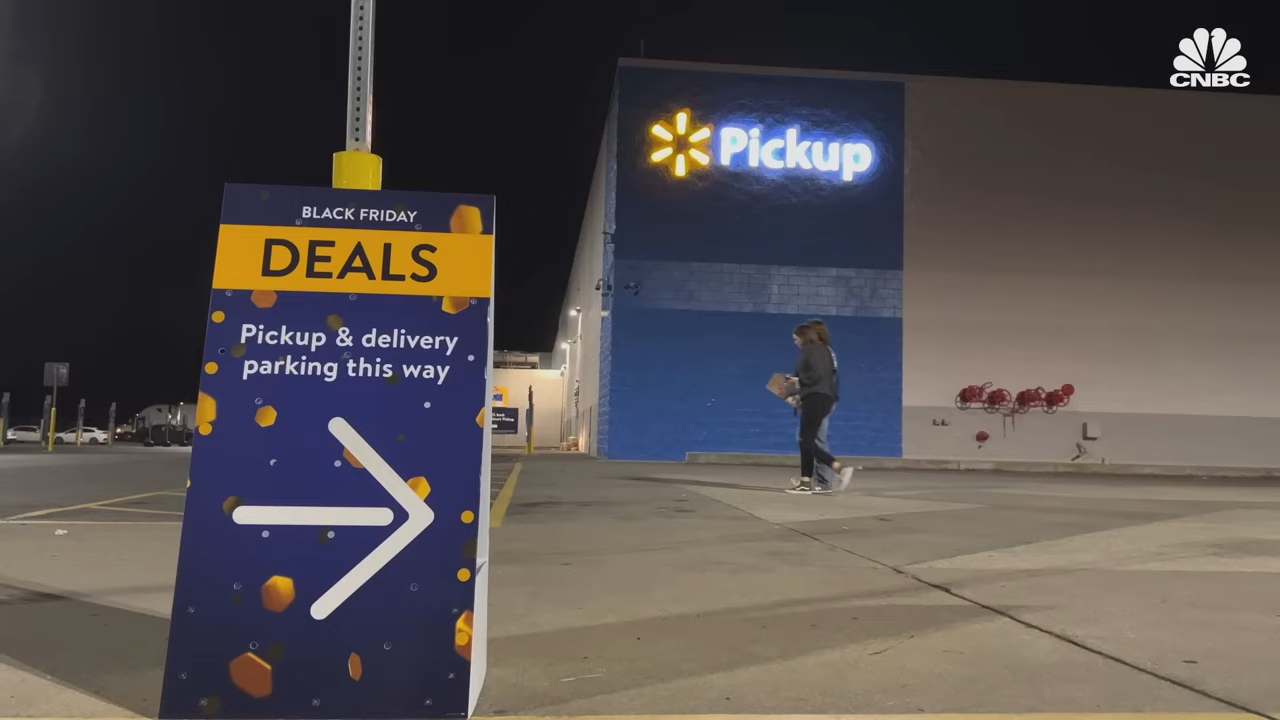 CNBC
Pickup
BLACK FRIDAY
DEALS
Pickup & delivery
parking this way